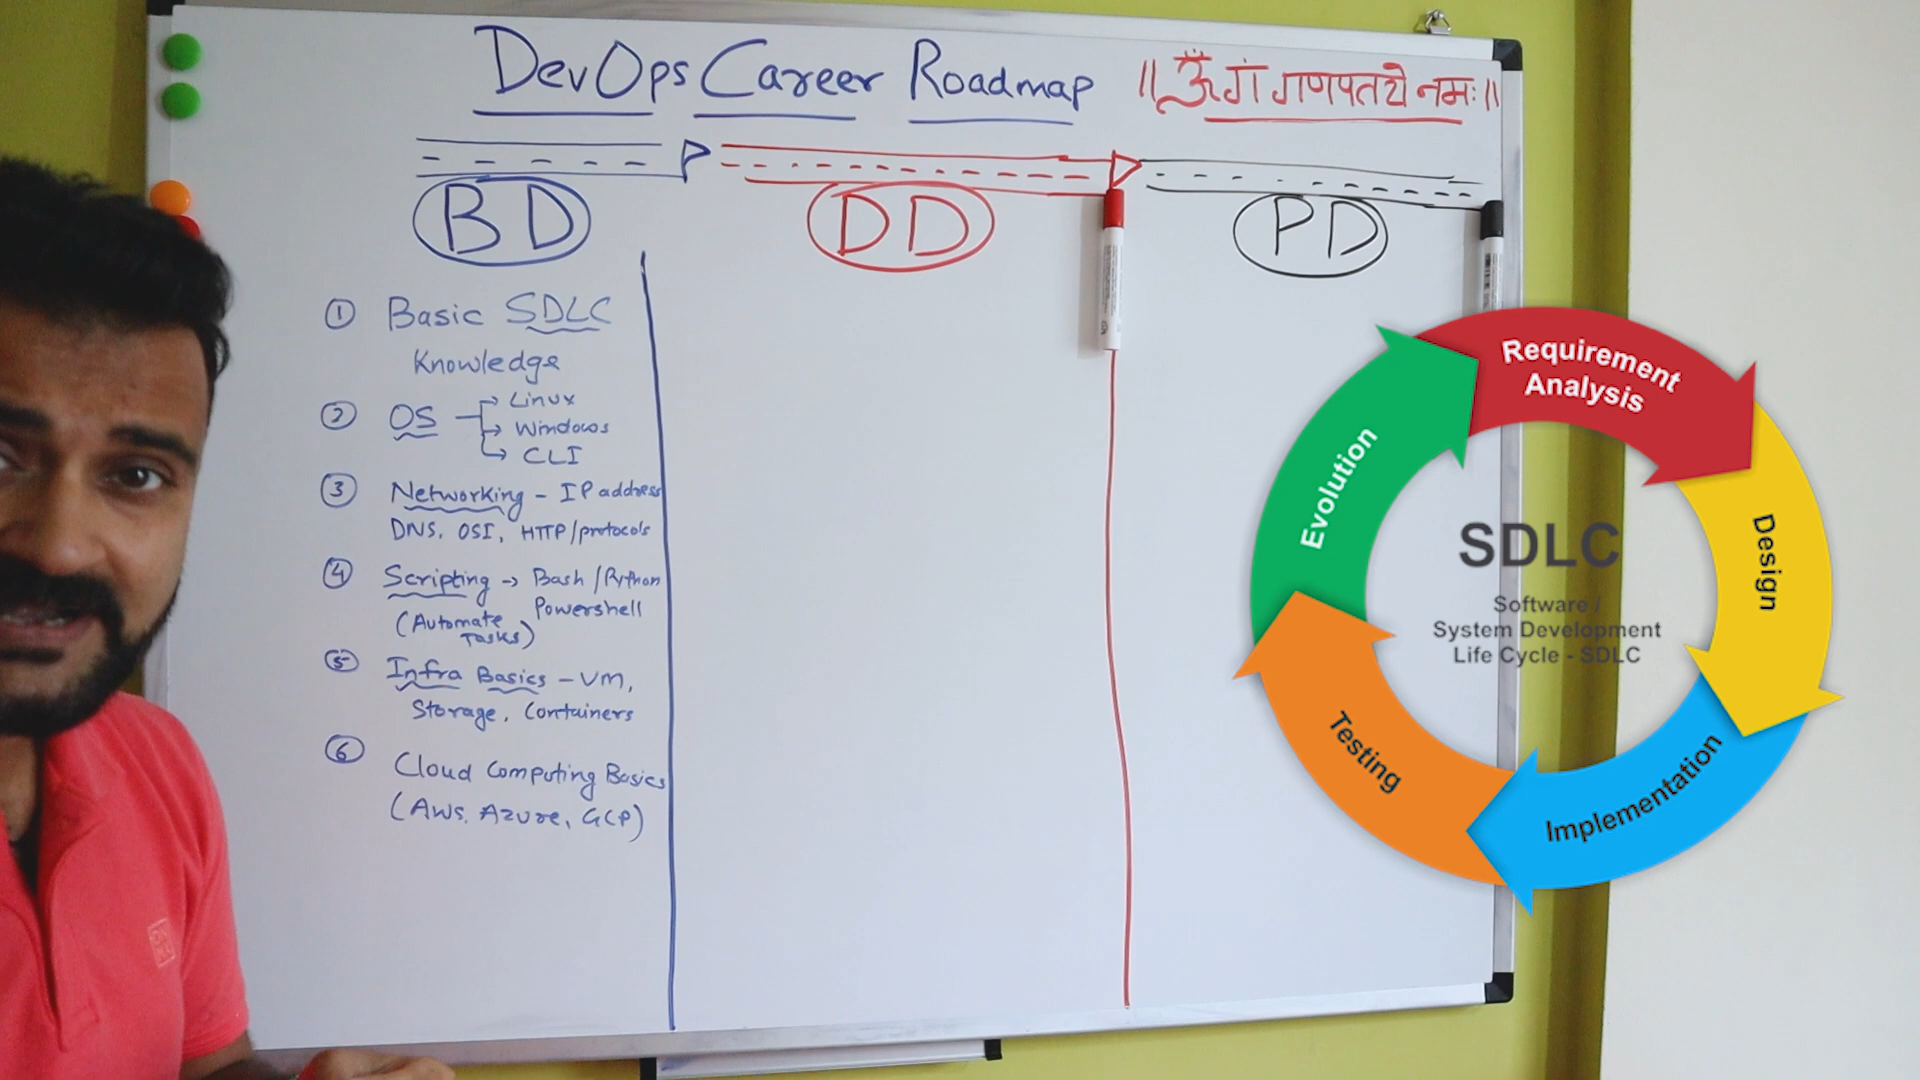 DevOps Career Roadmap
॥ ॐ गं गणपतये नमः ॥
BD
DD
PD
① Basic SDLC
Knowledge
② OS → Linux
→ Windows
→ CLI
③ Networking - IP address
DNS, OSI, HTTP/protocols
④ Scripting → Bash/Python
Powershell
(Automate
Tasks)
⑤ Infra Basics - VM,
Storage, Containers
⑥ Cloud Computing Basics
(AWS, Azure, GCP)
Requirement
Analysis
Design
Implementation
Testing
Evolution
SDLC
Software /
System Development
Life Cycle - SDLC